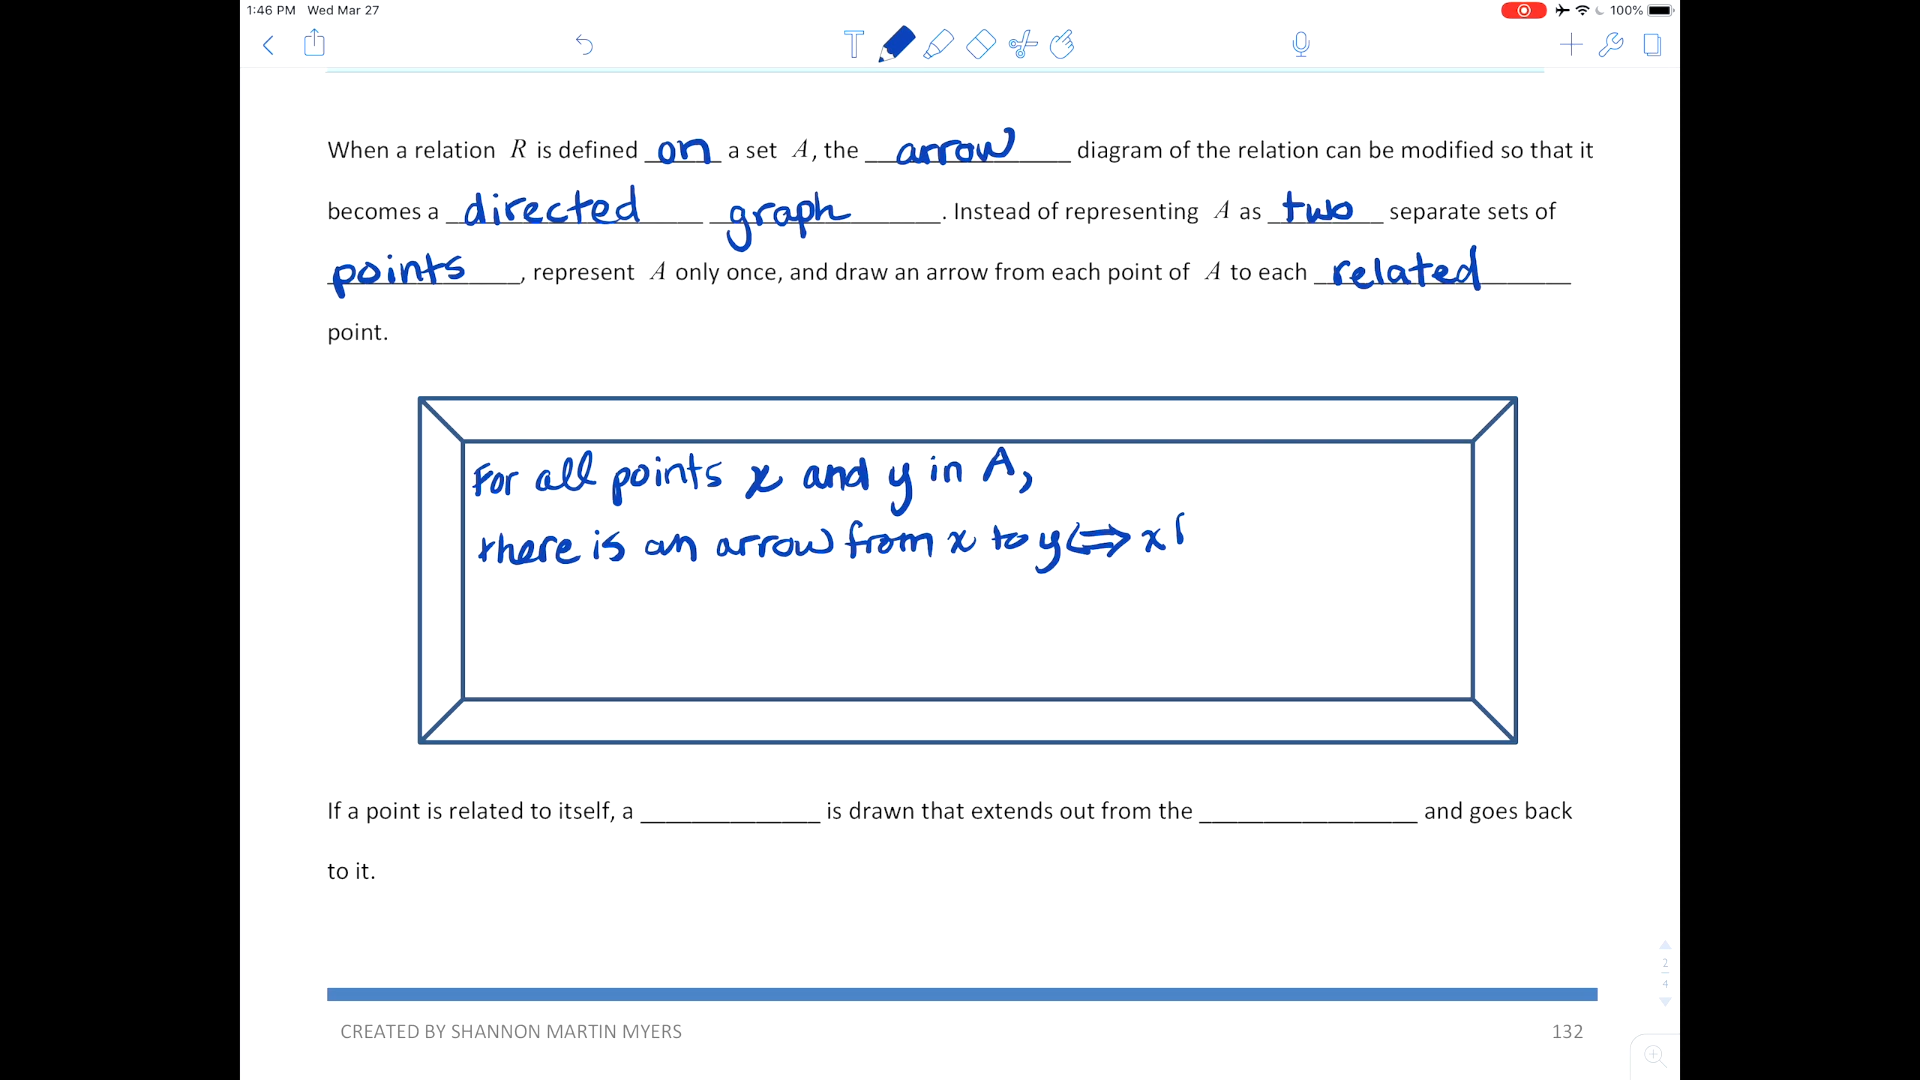 1:46 PM Wed Mar 27
100%
When a relation R is defined on a set A, the arrow diagram of the relation can be modified so that it
becomes a directed graph. Instead of representing A as two separate sets of
points, represent A only once, and draw an arrow from each point of A to each related
point.
For all points x and y in A,
there is an arrow from x to y ⟺ x
If a point is related to itself, a ______________ is drawn that extends out from the _________________ and goes back
to it.
2
4
CREATED BY SHANNON MARTIN MYERS
132